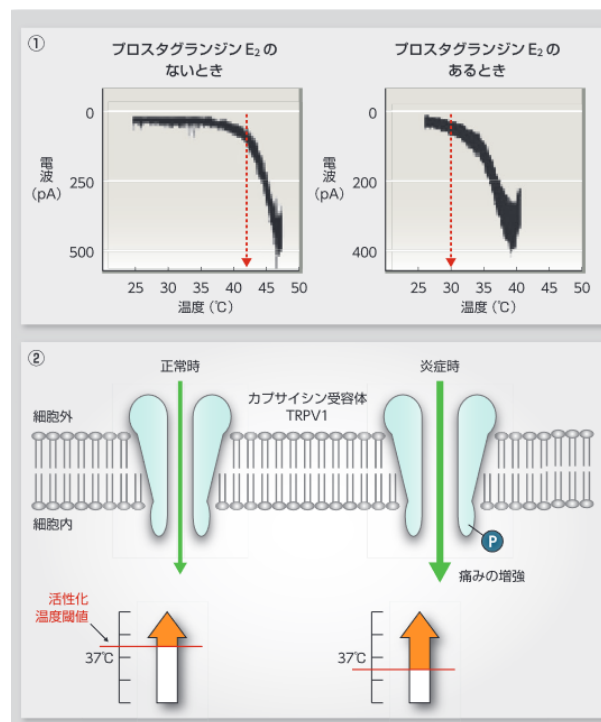 ①
プロスタグランジン E₂ の
ないとき
プロスタグランジン E₂ の
あるとき
0
250
500
電波
(pA)
25 30 35 40 45 50
温度 (℃)
0
200
400
電波
(pA)
25 30 35 40 45 50
温度 (℃)
②
正常時
炎症時
カプサイシン受容体
TRPV1
細胞外
細胞内
P
痛みの増強
活性化
温度閾値
37℃
37℃